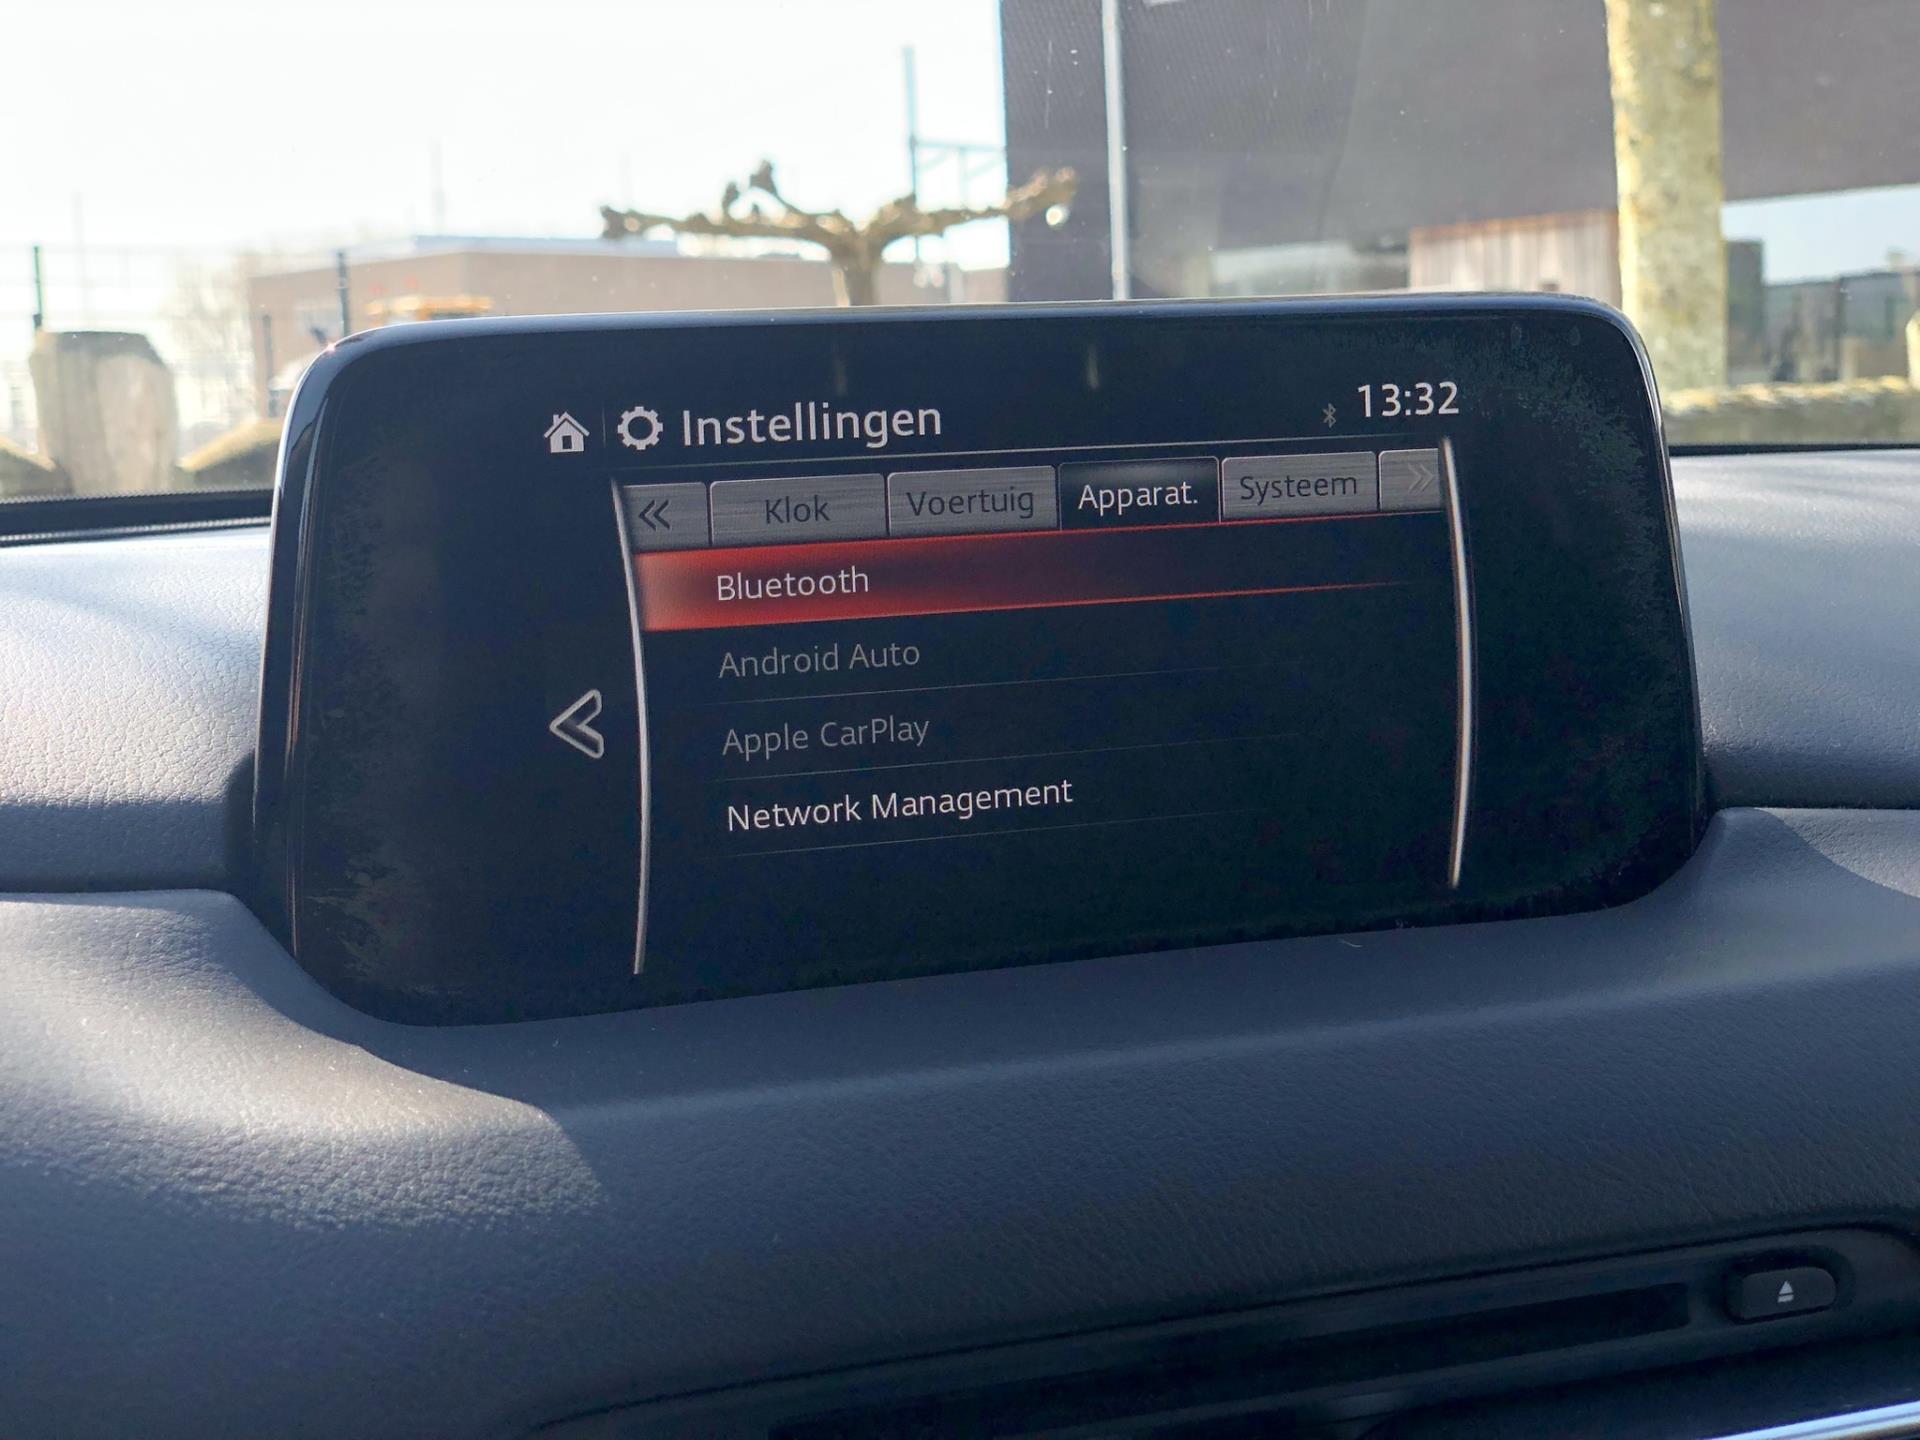 Instellingen
13:32
Klok Voertuig Apparat. Systeem
Bluetooth
Android Auto
Apple CarPlay
Network Management